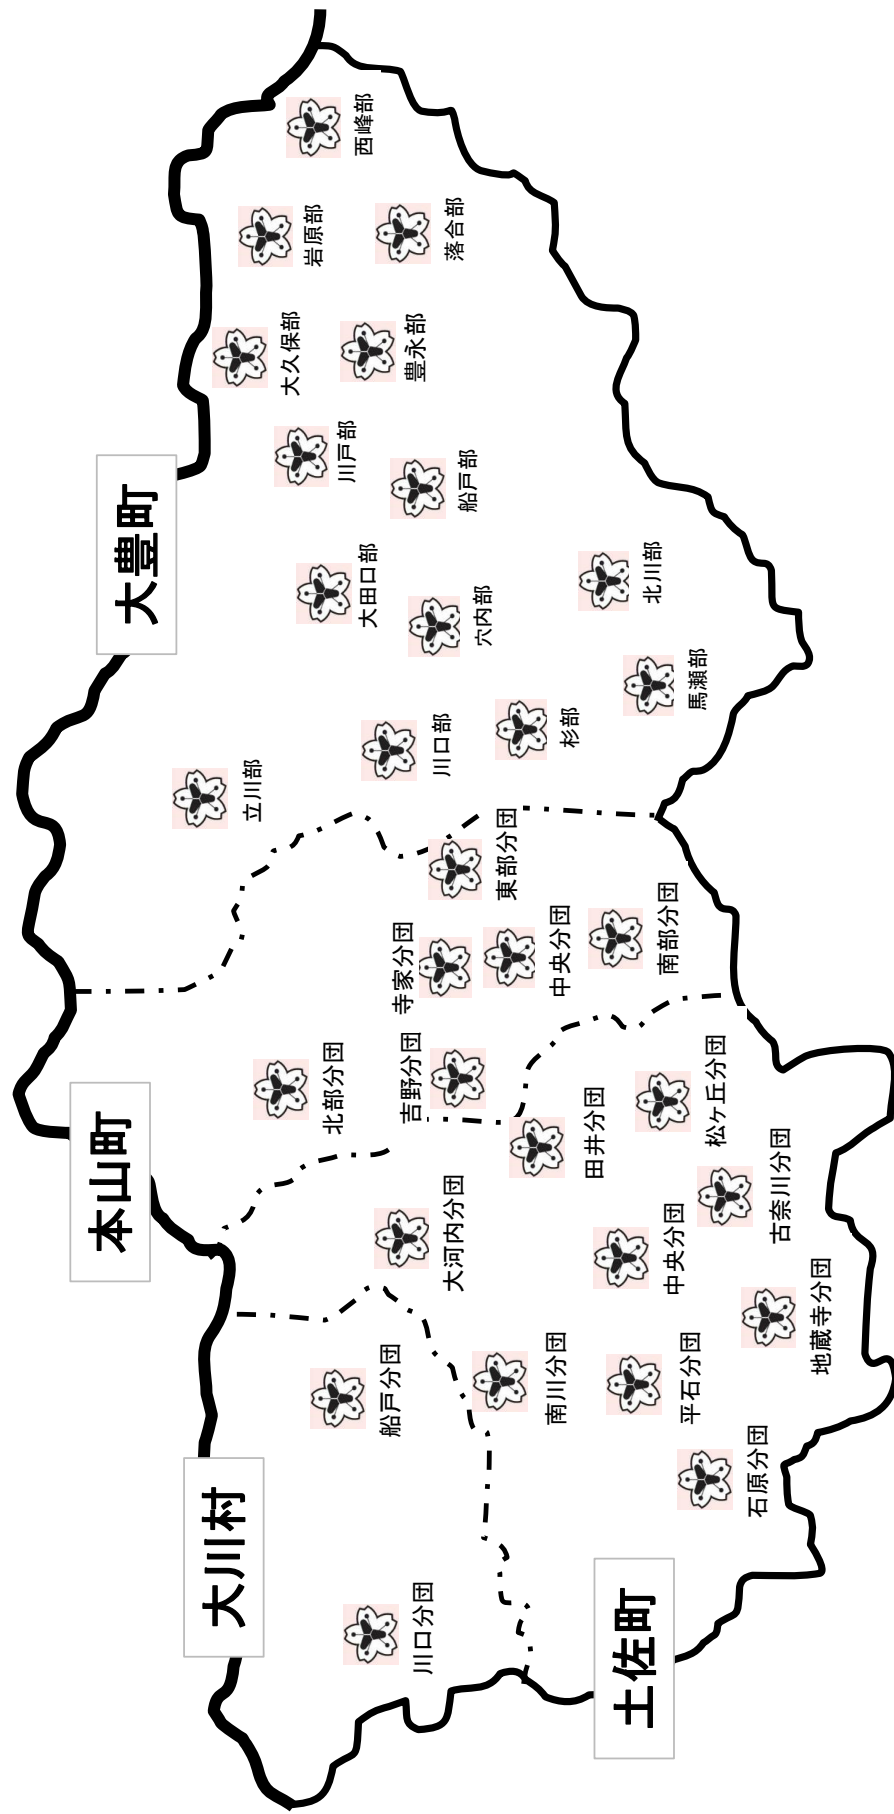 大豊町
本山町
大川村
土佐町
西峰部
岩原部
落合部
大久保部
豊永部
川戸部
船戸部
大田口部
穴内部
北川部
馬瀬部
杉部
川口部
立川部
東部分団
寺家分団
中央分団
南部分団
北部分団
吉野分団
田井分団
松ヶ丘分団
大河内分団
中央分団
古奈川分団
地蔵寺分団
船戸分団
南川分団
平石分団
石原分団
川口分団